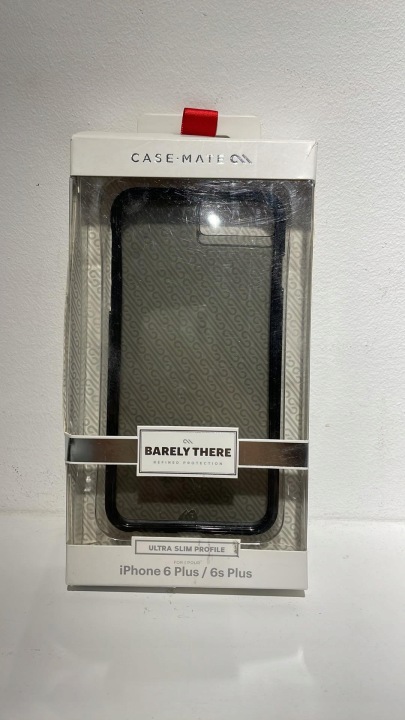 CASE-MATE
BARELY THERE
REFINED PROTECTION
ULTRA SLIM PROFILE
iPhone 6 Plus / 6s Plus